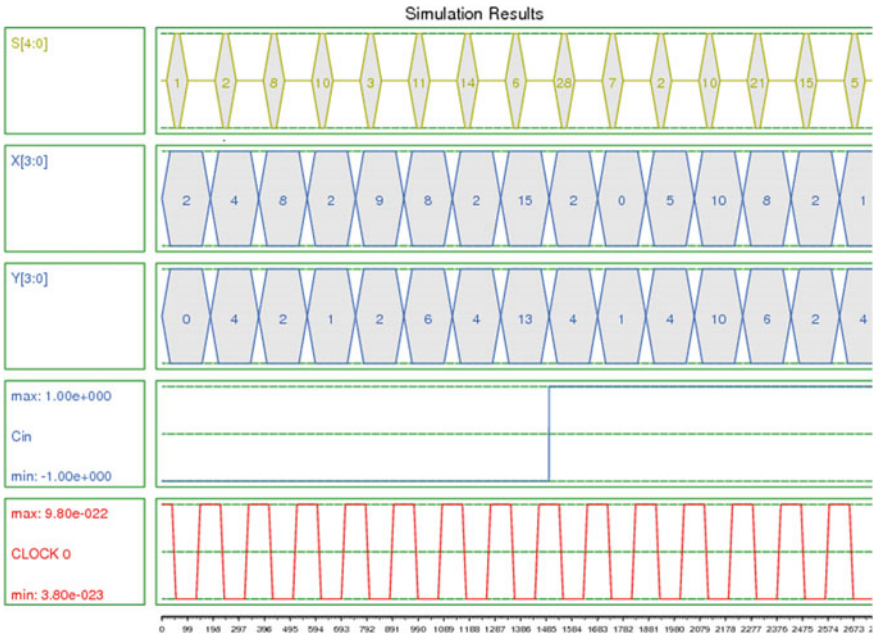 Simulation Results
S[4:0]
1 2 8 10 3 11 14 6 28 7 2 10 21 15 5
X[3:0]
2 4 8 2 9 8 2 15 2 0 5 10 8 2 1
Y[3:0]
0 4 2 1 2 6 4 13 4 1 4 10 6 2 4
max: 1.00e+000
Cin
min: -1.00e+000
max: 9.80e-022
CLOCK 0
min: 3.80e-023
0 99 198 297 396 495 594 693 792 891 990 1089 1188 1287 1386 1485 1584 1683 1782 1881 1980 2079 2178 2277 2376 2475 2574 2673